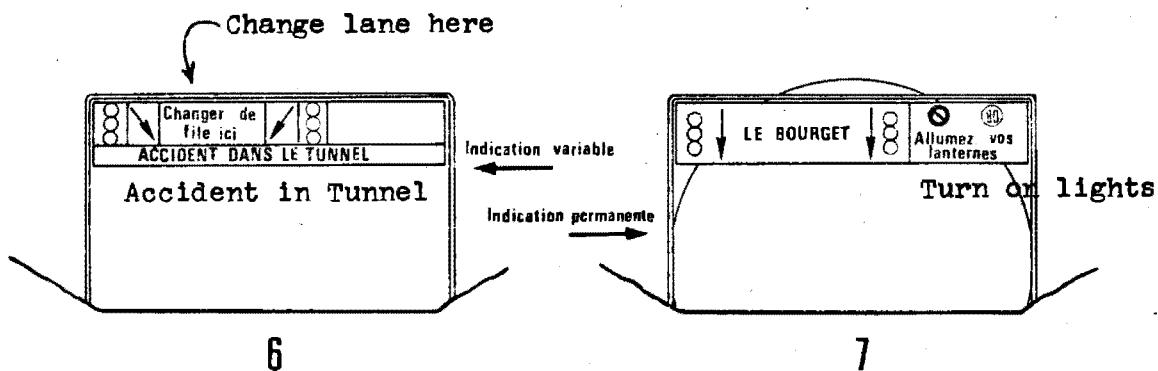 Change lane here
Changer de
file ici
ACCIDENT DANS LE TUNNEL
Accident in Tunnel
Indication variable
Indication permanente
LE BOURGET
Allumez vos
lanternes
Turn on lights
6
7